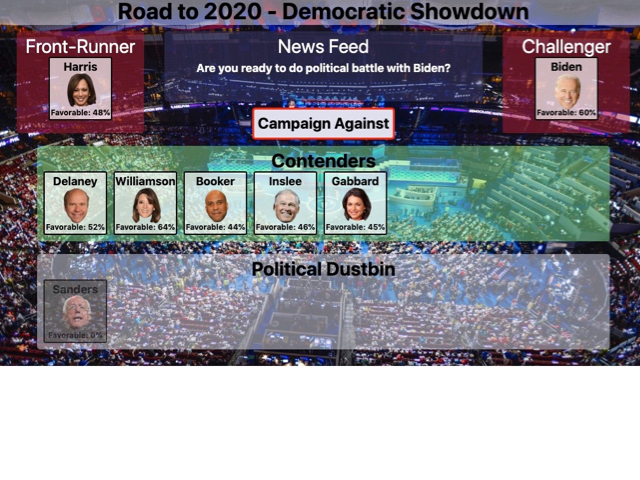 Road to 2020 - Democratic Showdown
Front-Runner
Harris
Favorable: 48%
News Feed
Are you ready to do political battle with Biden?
Campaign Against
Challenger
Biden
Favorable: 60%
Contenders
Delaney
Favorable: 52%
Williamson
Favorable: 64%
Booker
Favorable: 44%
Inslee
Favorable: 46%
Gabbard
Favorable: 45%
Political Dustbin
Sanders
Favorable: 0%